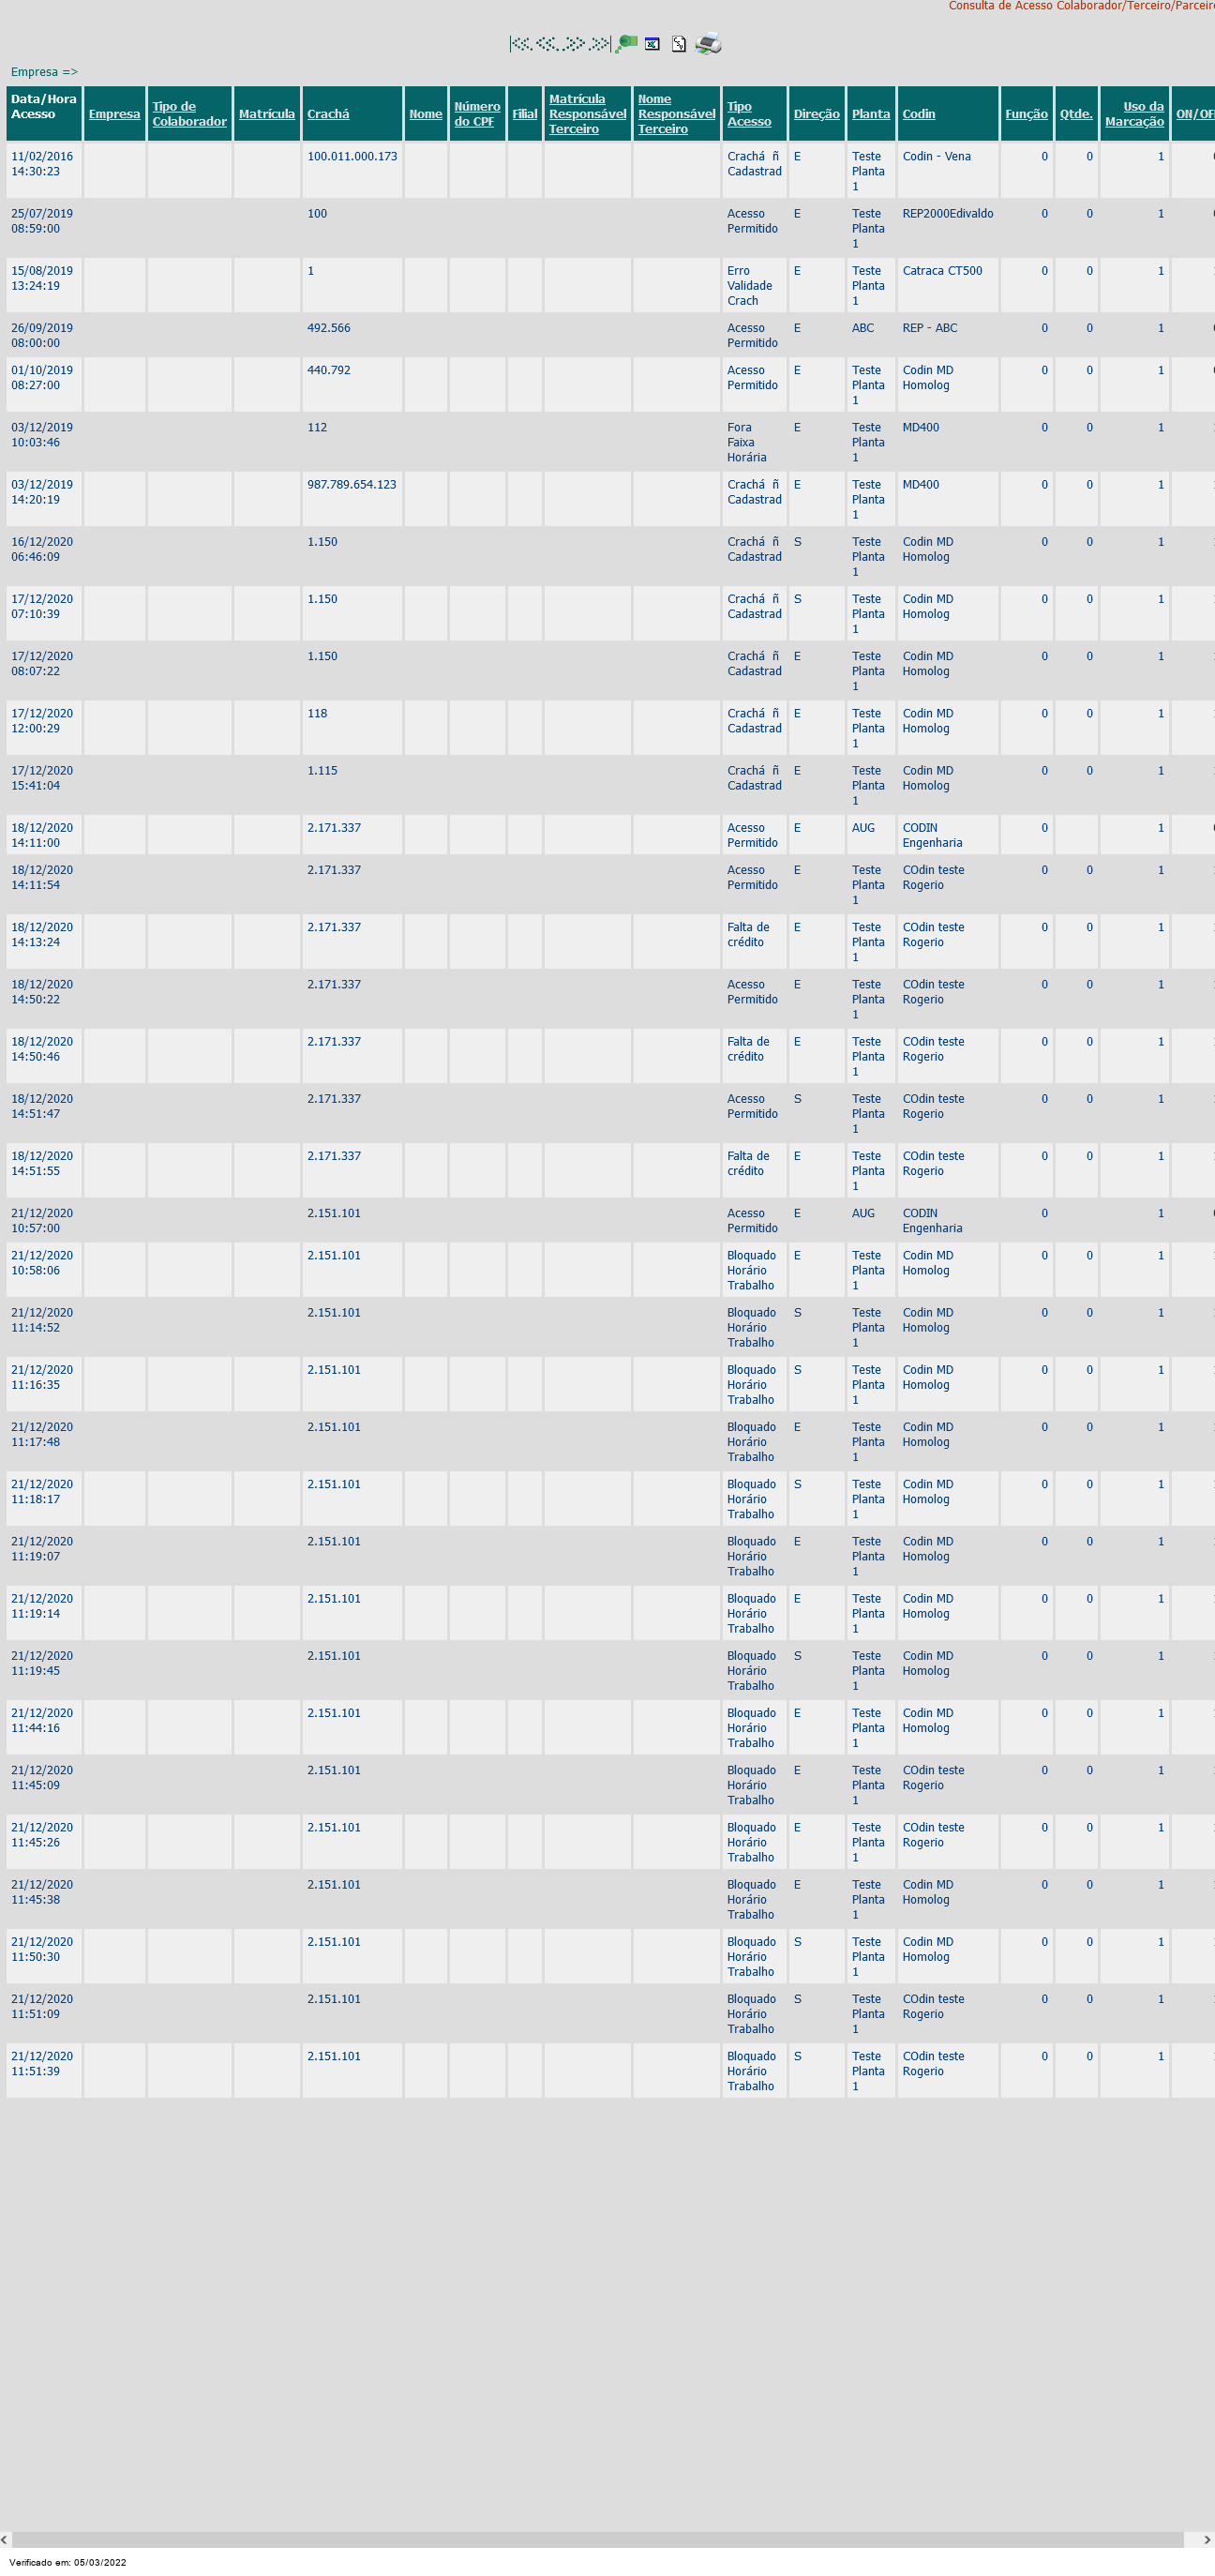 Consulta de Acesso Colaborador/Terceiro/Parceir
Empresa =>
Data/Hora Acesso Empresa Tipo de Colaborador Matrícula Crachá Nome Número do CPF Filial Matrícula Responsável Terceiro Nome Responsável Terceiro Tipo Acesso Direção Planta Codin Função Qtde. Uso da Marcação ON/OF
11/02/2016 14:30:23 100.011.000.173 Crachá ñ Cadastrad E Teste Planta 1 Codin - Vena 0 0 1
25/07/2019 08:59:00 100 Acesso Permitido E Teste Planta 1 REP2000Edivaldo 0 0 1
15/08/2019 13:24:19 1 Erro Validade Crach E Teste Planta 1 Catraca CT500 0 0 1
26/09/2019 08:00:00 492.566 Acesso Permitido E ABC REP - ABC 0 0 1
01/10/2019 08:27:00 440.792 Acesso Permitido E Teste Planta 1 Codin MD Homolog 0 0 1
03/12/2019 10:03:46 112 Fora Faixa Horária E Teste Planta 1 MD400 0 0 1
03/12/2019 14:20:19 987.789.654.123 Crachá ñ Cadastrad E Teste Planta 1 MD400 0 0 1
16/12/2020 06:46:09 1.150 Crachá ñ Cadastrad S Teste Planta 1 Codin MD Homolog 0 0 1
17/12/2020 07:10:39 1.150 Crachá ñ Cadastrad S Teste Planta 1 Codin MD Homolog 0 0 1
17/12/2020 08:07:22 1.150 Crachá ñ Cadastrad E Teste Planta 1 Codin MD Homolog 0 0 1
17/12/2020 12:00:29 118 Crachá ñ Cadastrad E Teste Planta 1 Codin MD Homolog 0 0 1
17/12/2020 15:41:04 1.115 Crachá ñ Cadastrad E Teste Planta 1 Codin MD Homolog 0 0 1
18/12/2020 14:11:00 2.171.337 Acesso Permitido E AUG CODIN Engenharia 0 1
18/12/2020 14:11:54 2.171.337 Acesso Permitido E Teste Planta 1 COdin teste Rogerio 0 0 1
18/12/2020 14:13:24 2.171.337 Falta de crédito E Teste Planta 1 COdin teste Rogerio 0 0 1
18/12/2020 14:50:22 2.171.337 Acesso Permitido E Teste Planta 1 COdin teste Rogerio 0 0 1
18/12/2020 14:50:46 2.171.337 Falta de crédito E Teste Planta 1 COdin teste Rogerio 0 0 1
18/12/2020 14:51:47 2.171.337 Acesso Permitido S Teste Planta 1 COdin teste Rogerio 0 0 1
18/12/2020 14:51:55 2.171.337 Falta de crédito E Teste Planta 1 COdin teste Rogerio 0 0 1
21/12/2020 10:57:00 2.151.101 Acesso Permitido E AUG CODIN Engenharia 0 1
21/12/2020 10:58:06 2.151.101 Bloquado Horário Trabalho E Teste Planta 1 Codin MD Homolog 0 0 1
21/12/2020 11:14:52 2.151.101 Bloquado Horário Trabalho S Teste Planta 1 Codin MD Homolog 0 0 1
21/12/2020 11:16:35 2.151.101 Bloquado Horário Trabalho S Teste Planta 1 Codin MD Homolog 0 0 1
21/12/2020 11:17:48 2.151.101 Bloquado Horário Trabalho E Teste Planta 1 Codin MD Homolog 0 0 1
21/12/2020 11:18:17 2.151.101 Bloquado Horário Trabalho S Teste Planta 1 Codin MD Homolog 0 0 1
21/12/2020 11:19:07 2.151.101 Bloquado Horário Trabalho E Teste Planta 1 Codin MD Homolog 0 0 1
21/12/2020 11:19:14 2.151.101 Bloquado Horário Trabalho E Teste Planta 1 Codin MD Homolog 0 0 1
21/12/2020 11:19:45 2.151.101 Bloquado Horário Trabalho S Teste Planta 1 Codin MD Homolog 0 0 1
21/12/2020 11:44:16 2.151.101 Bloquado Horário Trabalho E Teste Planta 1 Codin MD Homolog 0 0 1
21/12/2020 11:45:09 2.151.101 Bloquado Horário Trabalho E Teste Planta 1 COdin teste Rogerio 0 0 1
21/12/2020 11:45:26 2.151.101 Bloquado Horário Trabalho E Teste Planta 1 COdin teste Rogerio 0 0 1
21/12/2020 11:45:38 2.151.101 Bloquado Horário Trabalho E Teste Planta 1 Codin MD Homolog 0 0 1
21/12/2020 11:50:30 2.151.101 Bloquado Horário Trabalho S Teste Planta 1 Codin MD Homolog 0 0 1
21/12/2020 11:51:09 2.151.101 Bloquado Horário Trabalho S Teste Planta 1 COdin teste Rogerio 0 0 1
21/12/2020 11:51:39 2.151.101 Bloquado Horário Trabalho S Teste Planta 1 COdin teste Rogerio 0 0 1
Verificado em: 05/03/2022